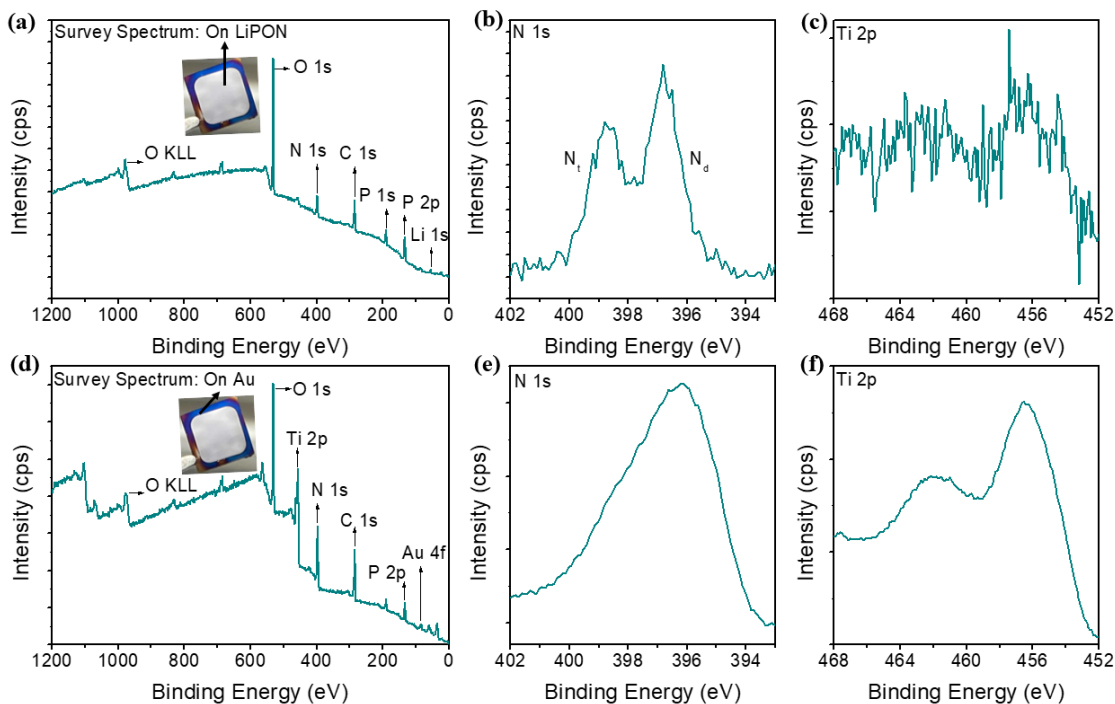 (a)
Survey Spectrum: On LiPON
O 1s
O KLL
N 1s
C 1s
P 1s
P 2p
Li 1s
Intensity (cps)
1200 1000 800 600 400 200 0
Binding Energy (eV)
(b)
N 1s
Nt
Nd
Intensity (cps)
402 400 398 396 394
Binding Energy (eV)
(c)
Ti 2p
Intensity (cps)
468 464 460 456 452
Binding Energy (eV)
(d)
Survey Spectrum: On Au
O 1s
Ti 2p
O KLL
N 1s
C 1s
Au 4f
P 2p
Intensity (cps)
1200 1000 800 600 400 200 0
Binding Energy (eV)
(e)
N 1s
Intensity (cps)
402 400 398 396 394
Binding Energy (eV)
(f)
Ti 2p
Intensity (cps)
468 464 460 456 452
Binding Energy (eV)